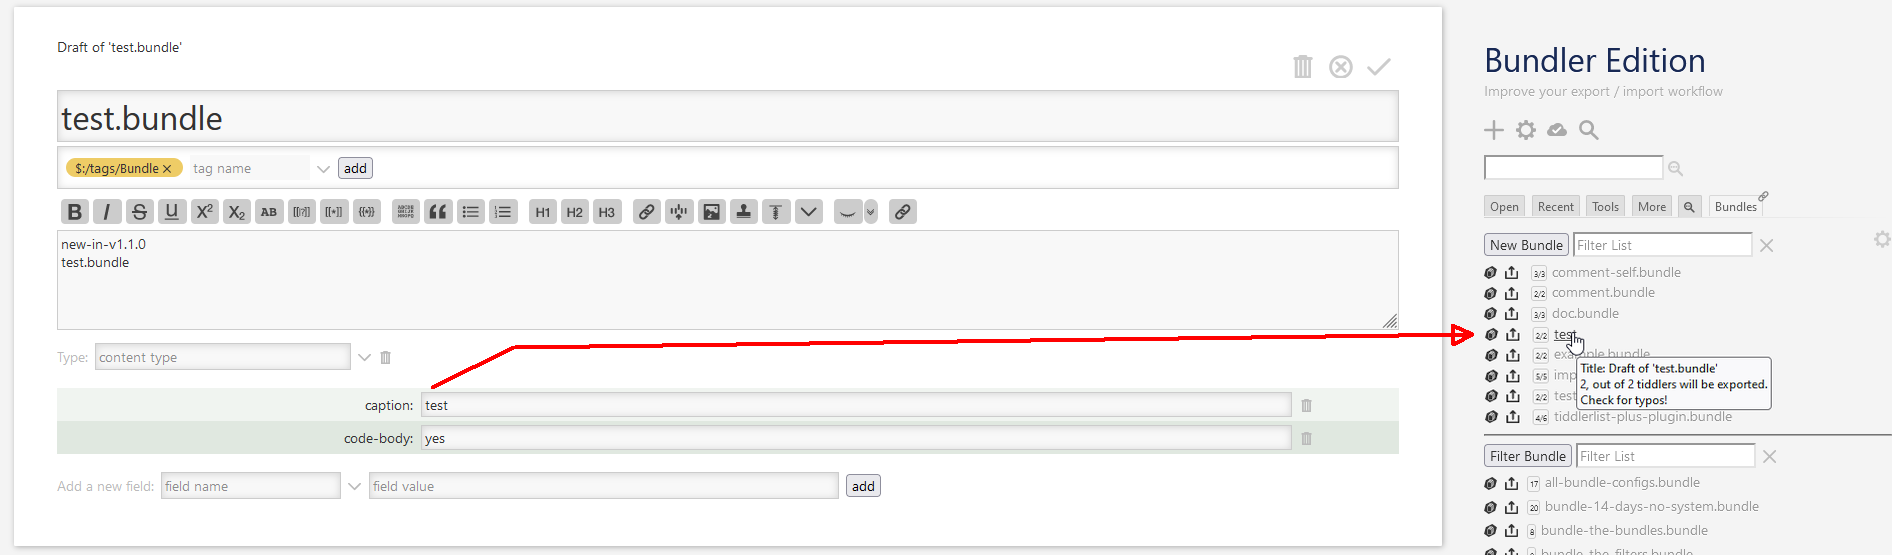 Draft of 'test.bundle'
test.bundle
$:/tags/Bundle × tag name add
B I S U X² X₂ AB [[?]] [[•]] {{•}} H1 H2 H3
new-in-v1.1.0
test.bundle
Type: content type
caption: test
code-body: yes
Add a new field: field name field value add
Bundler Edition
Improve your export / import workflow
Open Recent Tools More Bundles
New Bundle Filter List
3/3 comment-self.bundle
2/2 comment.bundle
3/3 doc.bundle
2/2 test
2/2 example.bundle
5/5 imp
2/2 test
4/6 tiddlerlist-plus-plugin.bundle
Title: Draft of 'test.bundle'
2, out of 2 tiddlers will be exported.
Check for typos!
Filter Bundle Filter List
17 all-bundle-configs.bundle
20 bundle-14-days-no-system.bundle
8 bundle-the-bundles.bundle
bundle-the-filters.bundle